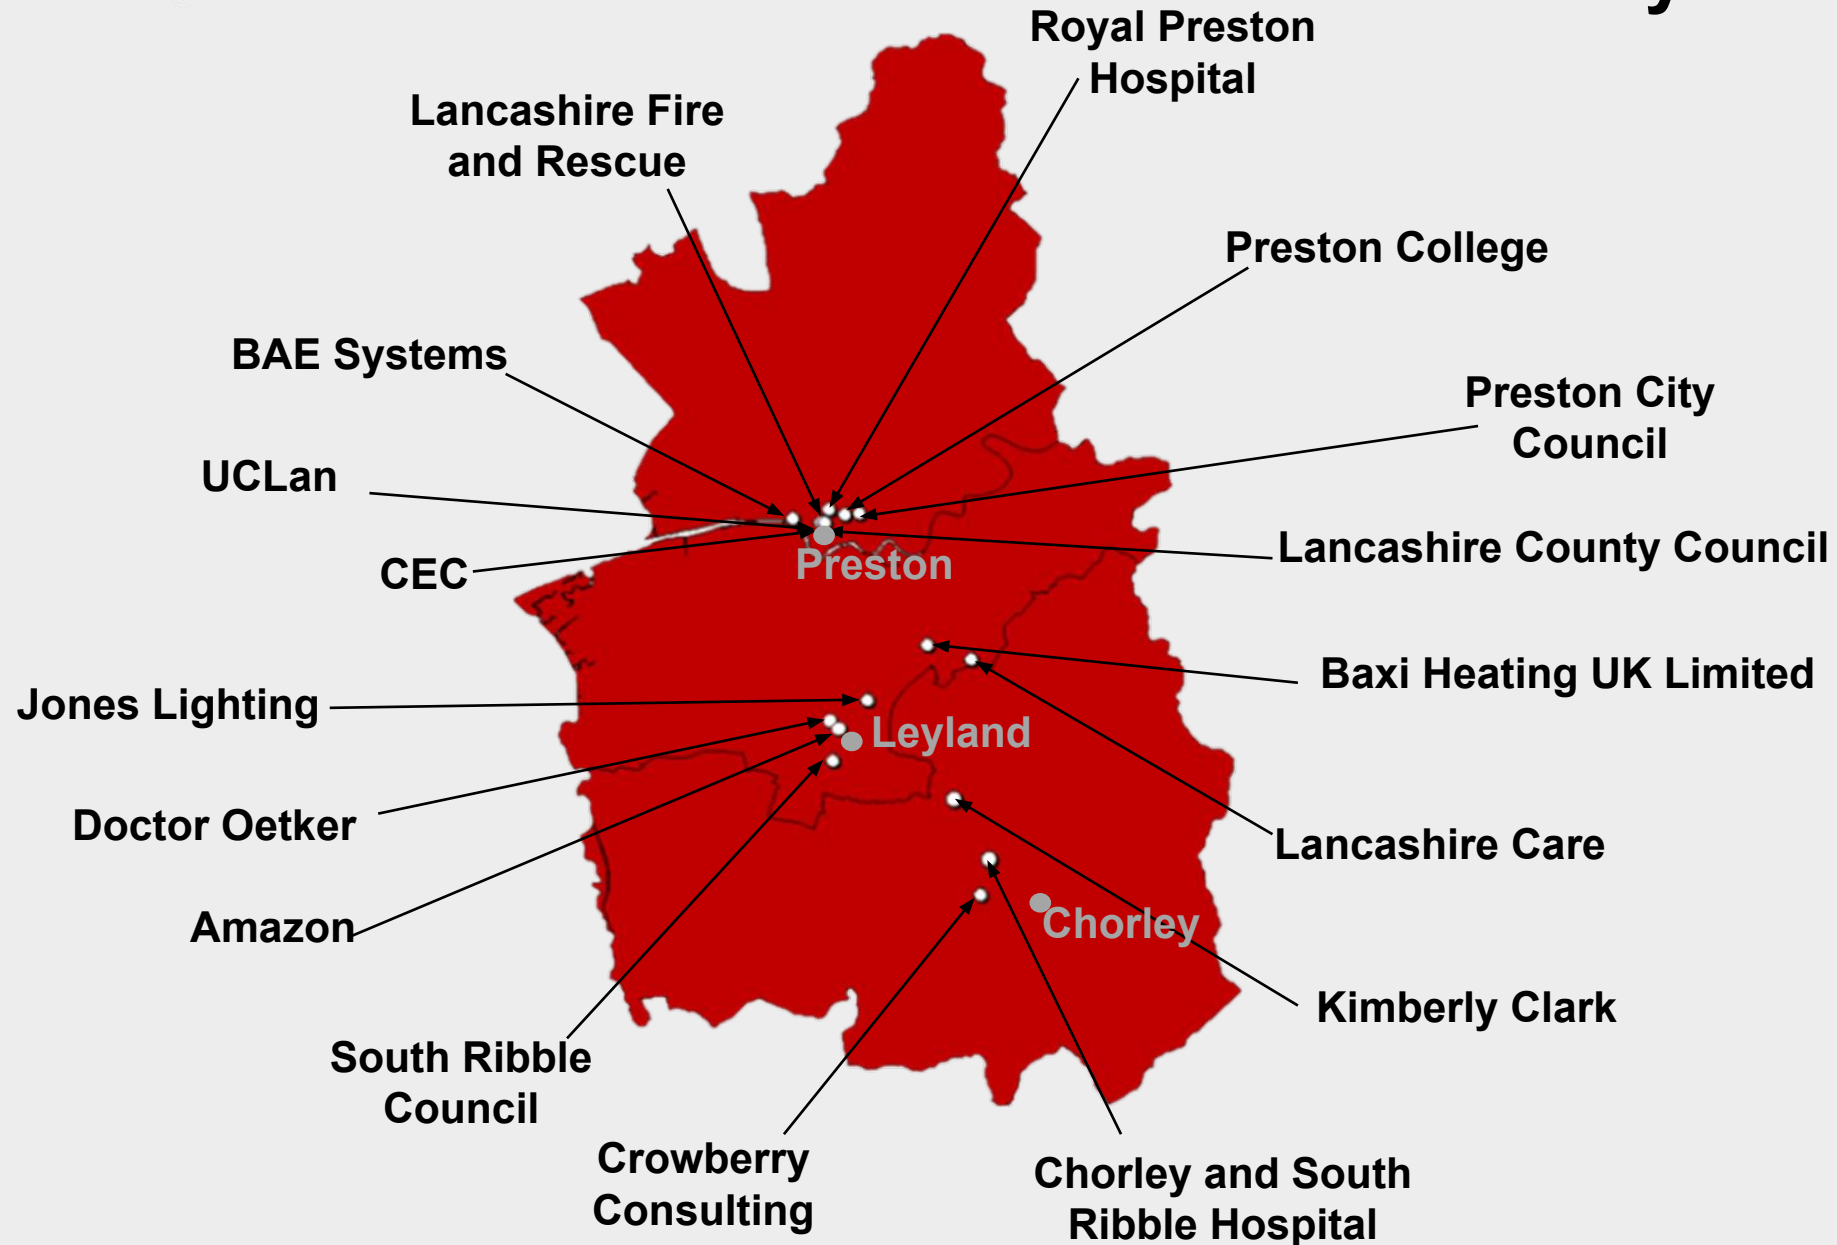 Royal Preston
Hospital
Lancashire Fire
and Rescue
Preston College
BAE Systems
Preston City
Council
UCLan
CEC
Preston
Lancashire County Council
Baxi Heating UK Limited
Jones Lighting
Leyland
Doctor Oetker
Lancashire Care
Amazon
Chorley
Kimberly Clark
South Ribble
Council
Crowberry
Consulting
Chorley and South
Ribble Hospital